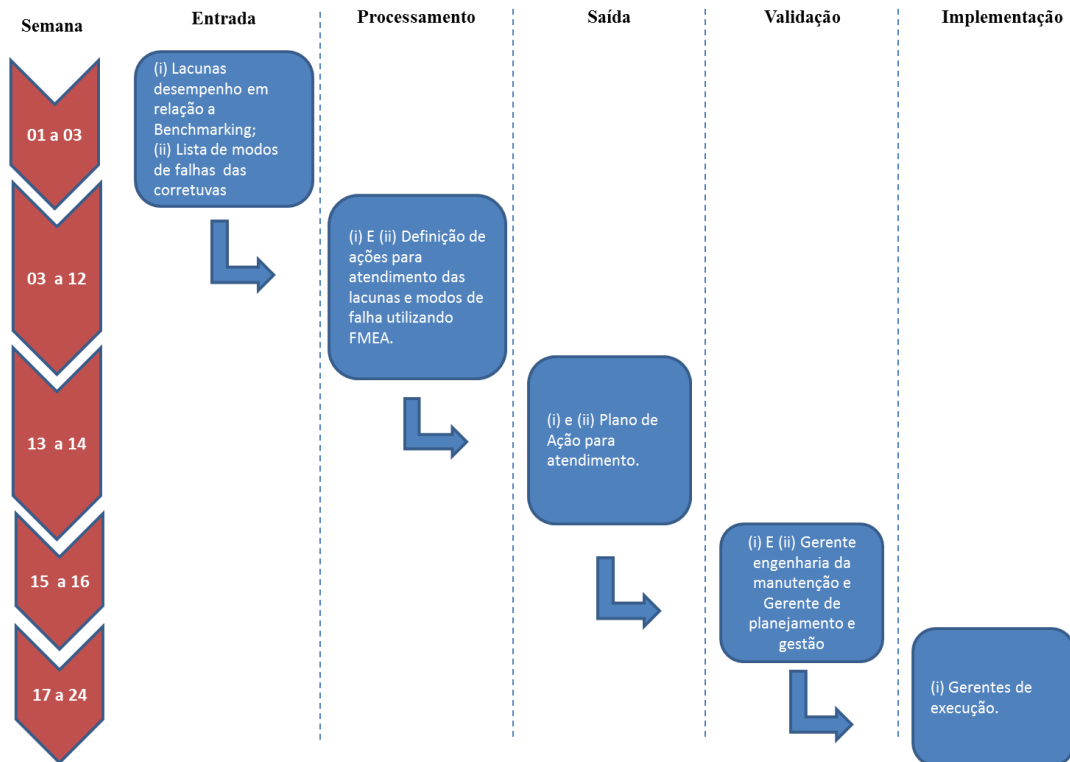 Semana
Entrada
Processamento
Saída
Validação
Implementação
01 a 03
(i) Lacunas
desempenho em
relação a
Benchmarking;
(ii) Lista de modos
de falhas das
corretuvas
03 a 12
(i) E (ii) Definição de
ações para
atendimento das
lacunas e modos de
falha utilizando
FMEA.
13 a 14
(i) e (ii) Plano de
Ação para
atendimento.
15 a 16
(i) E (ii) Gerente
engenharia da
manutenção e
Gerente de
planejamento e
gestão
17 a 24
(i) Gerentes de
execução.